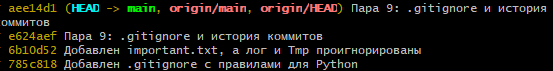 aee14d1 (HEAD -> main, origin/main, origin/HEAD) Пара 9: .gitignore и история
коммитов
e624aef Пара 9: .gitignore и история коммитов
6b10d52 Добавлен important.txt, а лог и Tmp проигнорированы
785c818 Добавлен .gitignore с правилами для Python